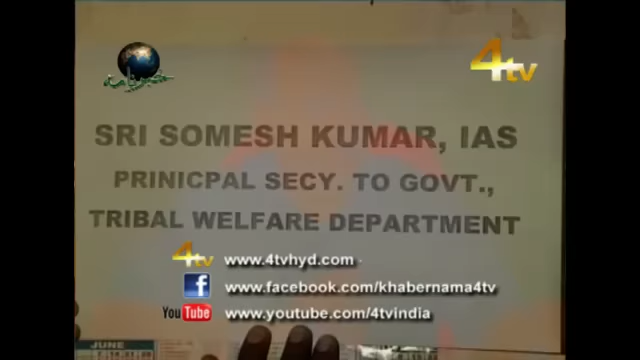 خبرنامہ
4tv
SRI SOMESH KUMAR, IAS
PRINICPAL SECY. TO GOVT.,
TRIBAL WELFARE DEPARTMENT
4tv www.4tvhyd.com
f www.facebook.com/khabernama4tv
YouTube www.youtube.com/4tvindia
JUNE